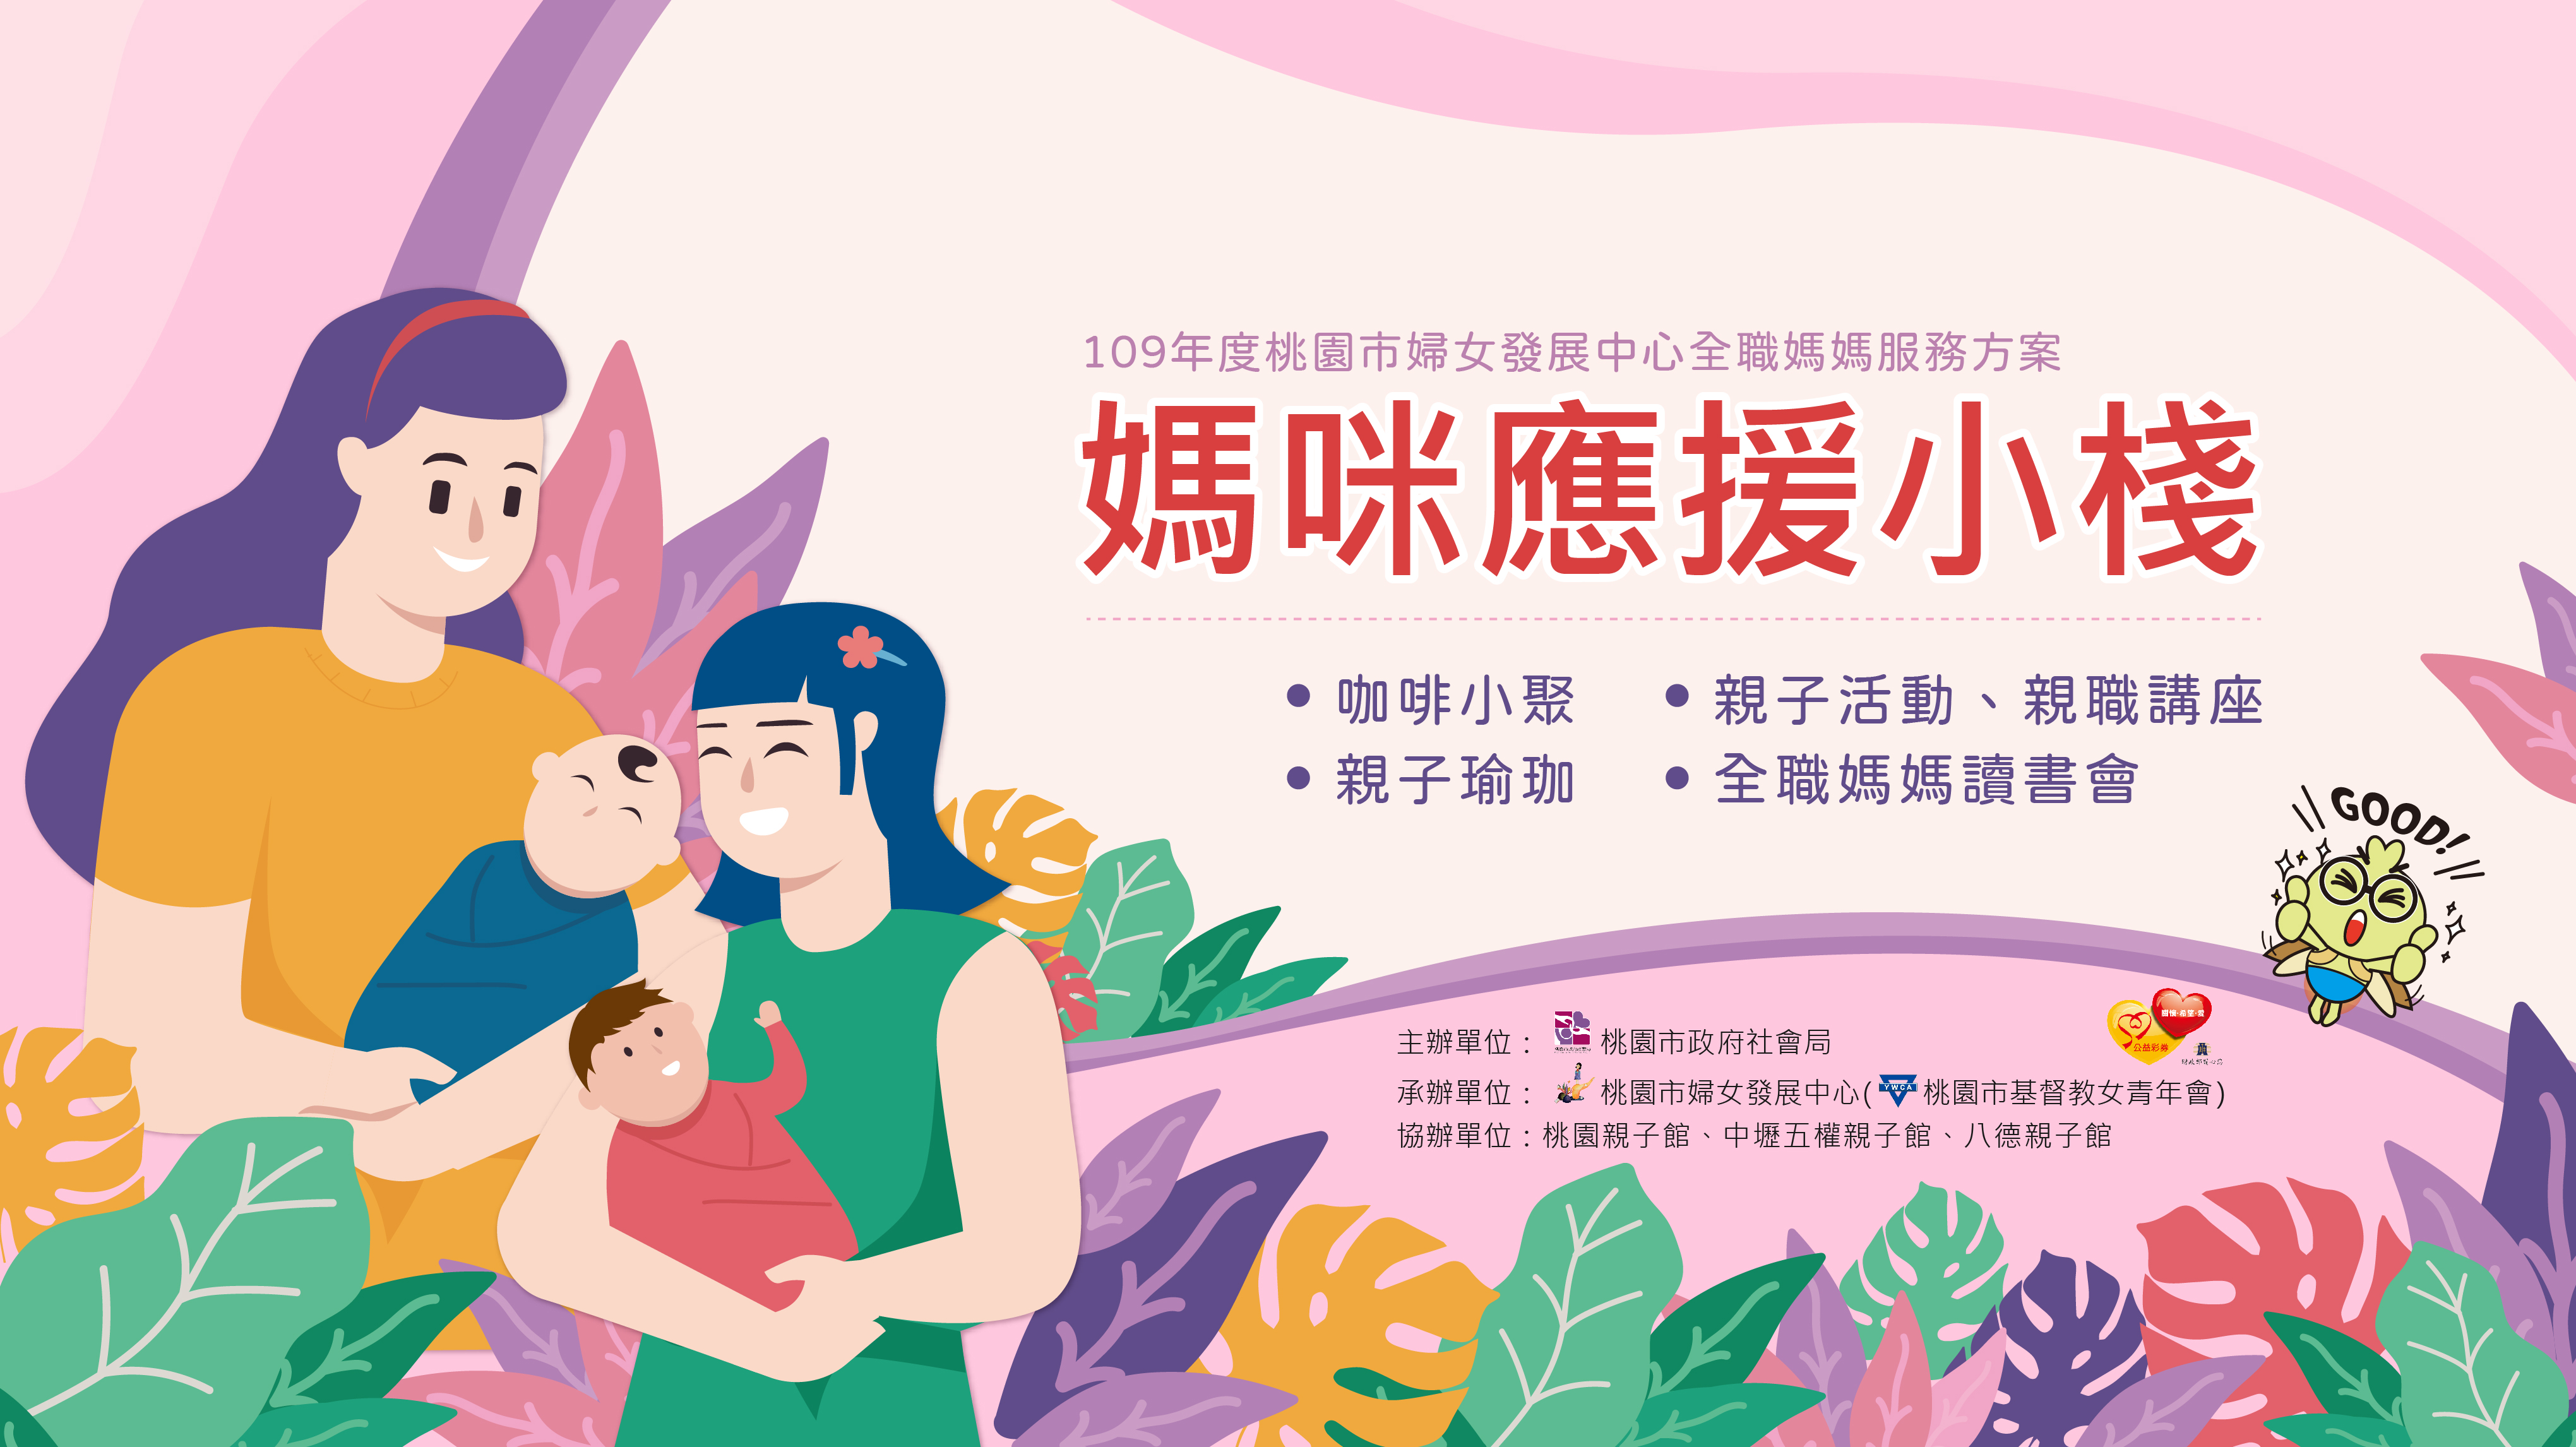 109年度桃園市婦女發展中心全職媽媽服務方案
媽咪應援小棧
● 咖啡小聚
● 親子活動、親職講座
● 親子瑜珈
● 全職媽媽讀書會
GOOD!
公益彩券
主辦單位：桃園市政府社會局
承辦單位：桃園市婦女發展中心(YWCA桃園市基督教女青年會)
協辦單位：桃園親子館、中壢五權親子館、八德親子館